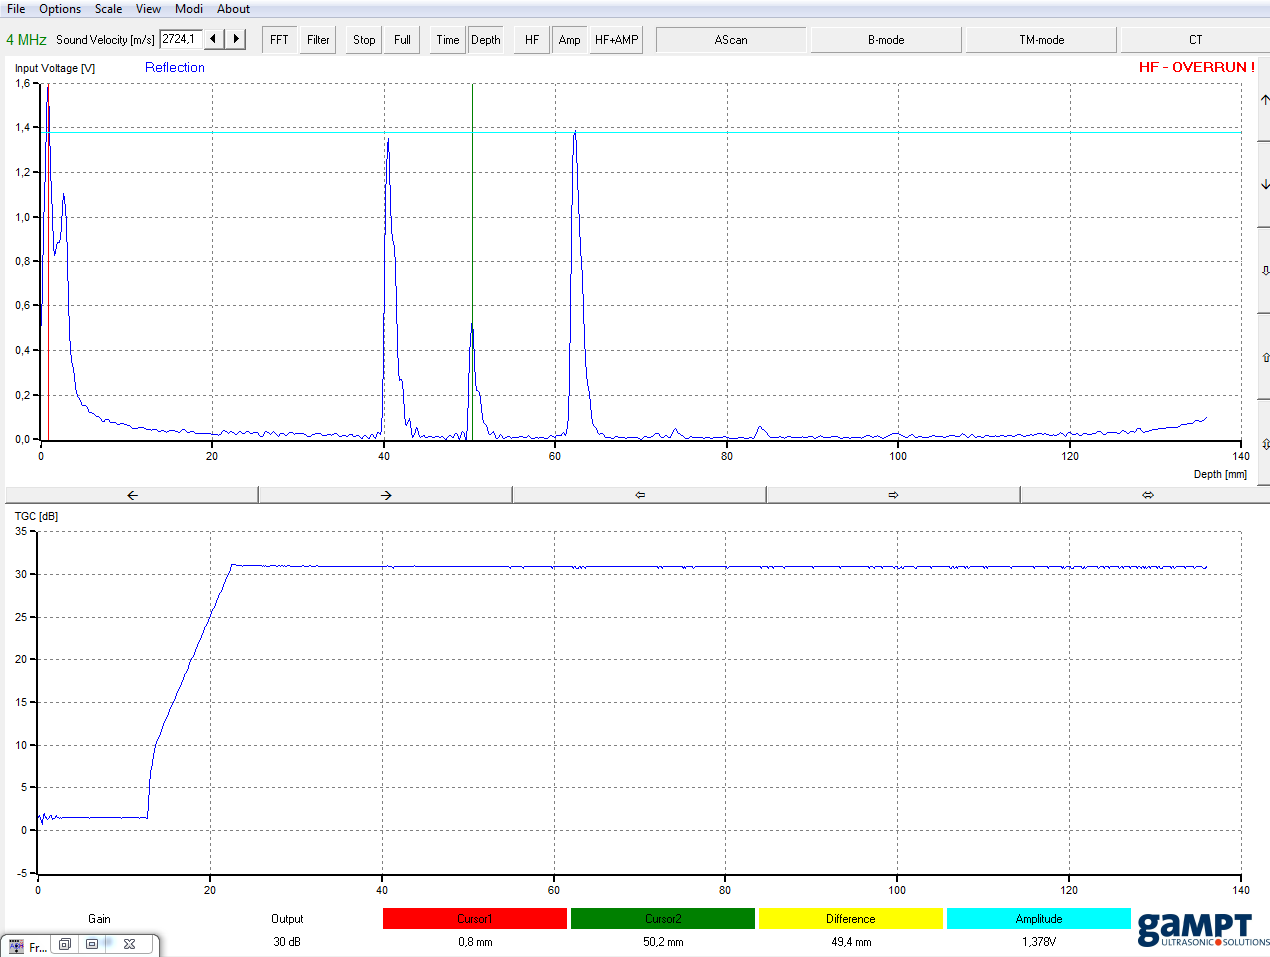 File Options Scale View Modi About
4 MHz Sound Velocity [m/s] 2724,1 FFT Filter Stop Full Time Depth HF Amp HF+AMP AScan B-mode TM-mode CT
Input Voltage [V] Reflection HF - OVERRUN !
1,6
1,4
1,2
1,0
0,8
0,6
0,4
0,2
0,0
0 20 40 60 80 100 120 140
Depth [mm]
TGC [dB]
35
30
25
20
15
10
5
0
-5
0 20 40 60 80 100 120 140
Gain Output Cursor1 Cursor2 Difference Amplitude
30 dB 0,8 mm 50,2 mm 49,4 mm 1,378V
Fr...
gAMPT
ULTRASONIC SOLUTIONS